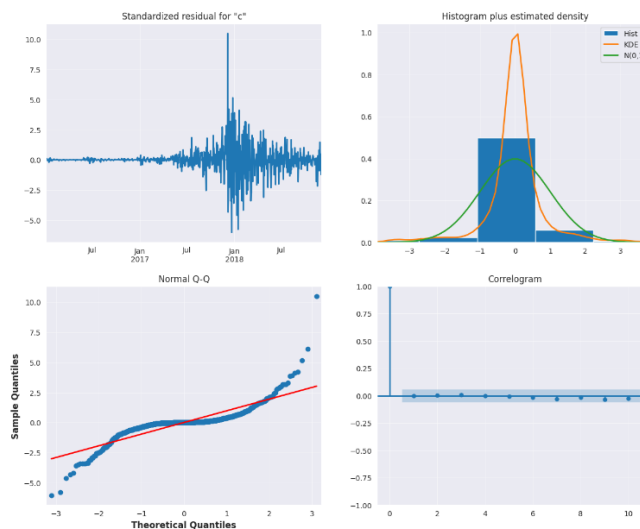 Standardized residual for "c"
10.0
7.5
5.0
2.5
0.0
−2.5
−5.0
Jul
Jan
2017
Jul
Jan
2018
Jul
Histogram plus estimated density
Hist
KDE
N(0,
1.0
0.8
0.6
0.4
0.2
0.0
−3 −2 −1 0 1 2 3
Normal Q-Q
Sample Quantiles
10.0
7.5
5.0
2.5
0.0
−2.5
−5.0
−3 −2 −1 0 1 2 3
Theoretical Quantiles
Correlogram
1.00
0.75
0.50
0.25
0.00
−0.25
−0.50
−0.75
−1.00
0 2 4 6 8 10